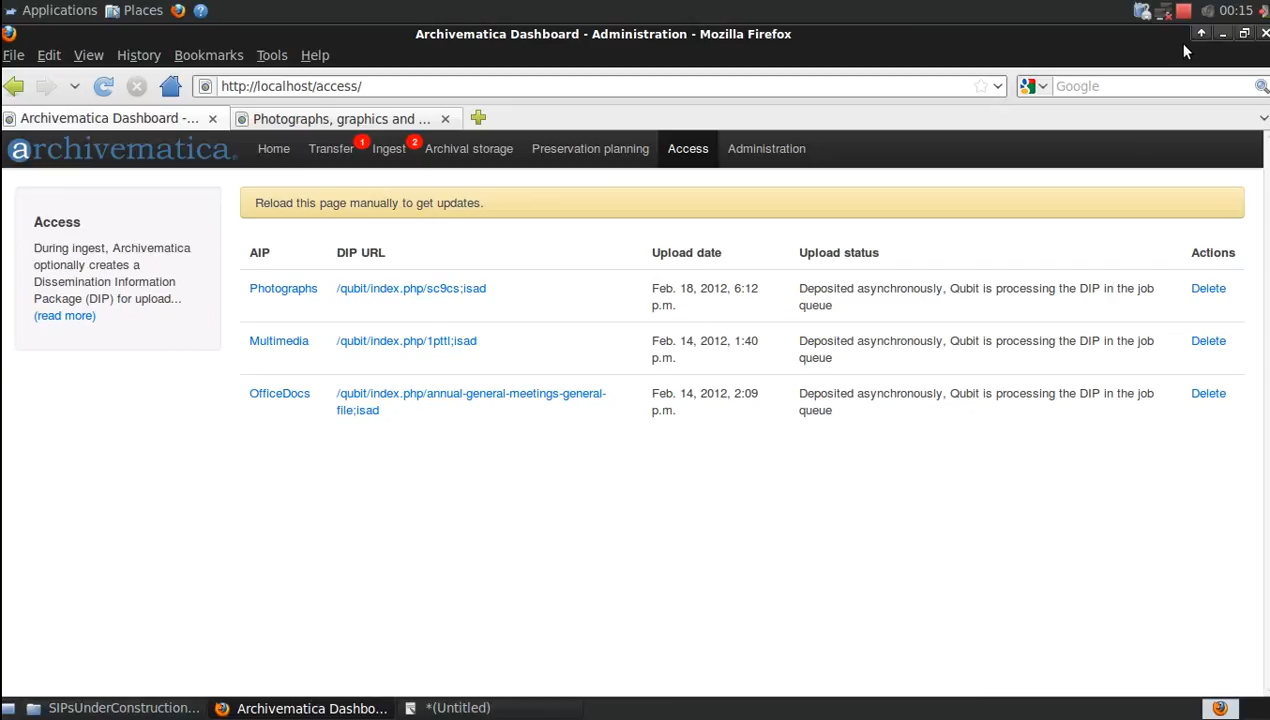 Applications Places 00:15
Archivematica Dashboard - Administration - Mozilla Firefox
File Edit View History Bookmarks Tools Help
http://localhost/access/ Google
Archivematica Dashboard -... Photographs, graphics and ...
archivematica Home Transfer 1 Ingest 2 Archival storage Preservation planning Access Administration
Reload this page manually to get updates.
Access
During ingest, Archivematica
optionally creates a
Dissemination Information
Package (DIP) for upload...
(read more)
AIP DIP URL Upload date Upload status Actions
Photographs /qubit/index.php/sc9cs;isad Feb. 18, 2012, 6:12 Deposited asynchronously, Qubit is processing the DIP in the job Delete
p.m. queue
Multimedia /qubit/index.php/1pttl;isad Feb. 14, 2012, 1:40 Deposited asynchronously, Qubit is processing the DIP in the job Delete
p.m. queue
OfficeDocs /qubit/index.php/annual-general-meetings-general- Feb. 14, 2012, 2:09 Deposited asynchronously, Qubit is processing the DIP in the job Delete
file;isad p.m. queue
SIPsUnderConstruction... Archivematica Dashbo... *(Untitled)